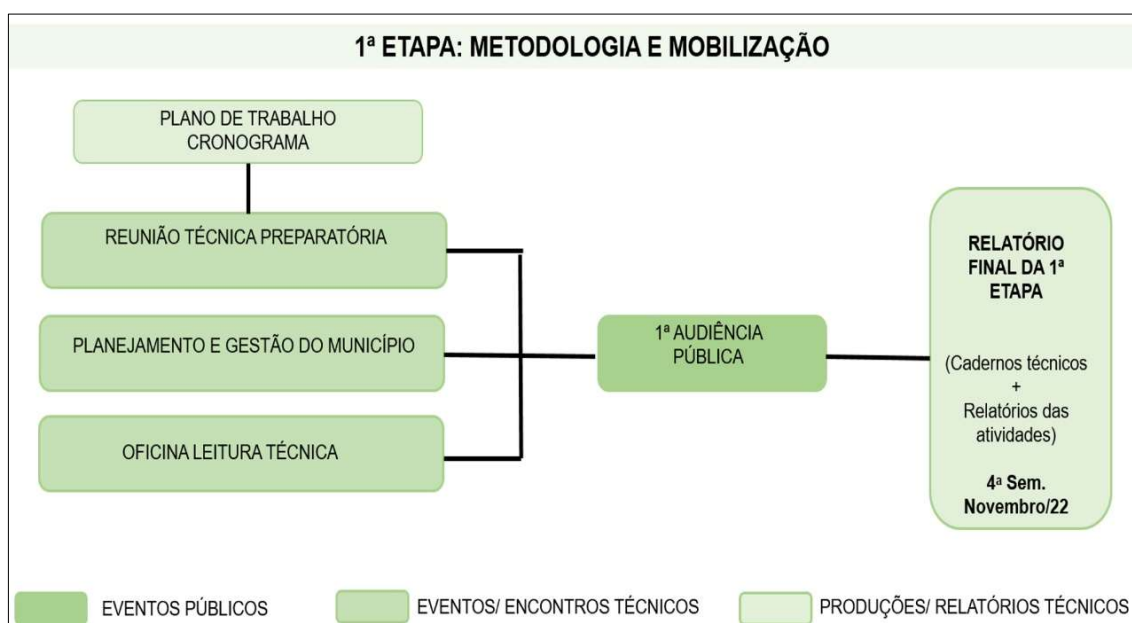 1ª ETAPA: METODOLOGIA E MOBILIZAÇÃO
PLANO DE TRABALHO
CRONOGRAMA
REUNIÃO TÉCNICA PREPARATÓRIA
PLANEJAMENTO E GESTÃO DO MUNICÍPIO
OFICINA LEITURA TÉCNICA
1ª AUDIÊNCIA
PÚBLICA
RELATÓRIO
FINAL DA 1ª
ETAPA
(Cadernos técnicos
+
Relatórios das
atividades)
4ª Sem.
Novembro/22
EVENTOS PÚBLICOS
EVENTOS/ ENCONTROS TÉCNICOS
PRODUÇÕES/ RELATÓRIOS TÉCNICOS